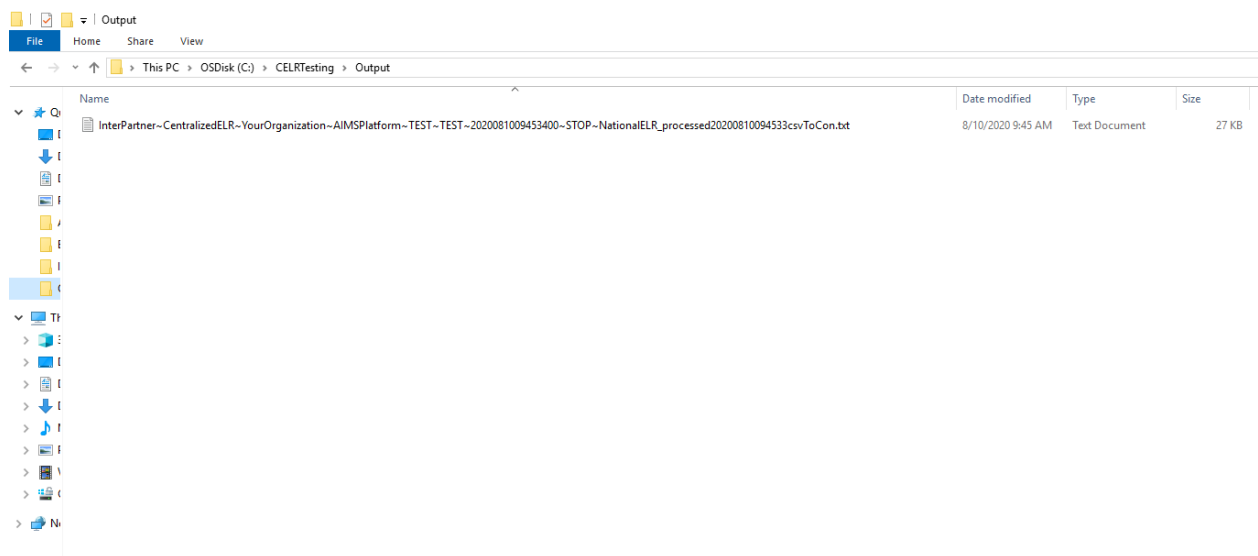 Output
File Home Share View
This PC > OSDisk (C:) > CELRTesting > Output
Name Date modified Type Size
InterPartner~CentralizedELR~YourOrganization~AIMSPlatform~TEST~TEST~2020081009453400~STOP~NationalELR_processed20200810094533csvToCon.txt 8/10/2020 9:45 AM Text Document 27 KB